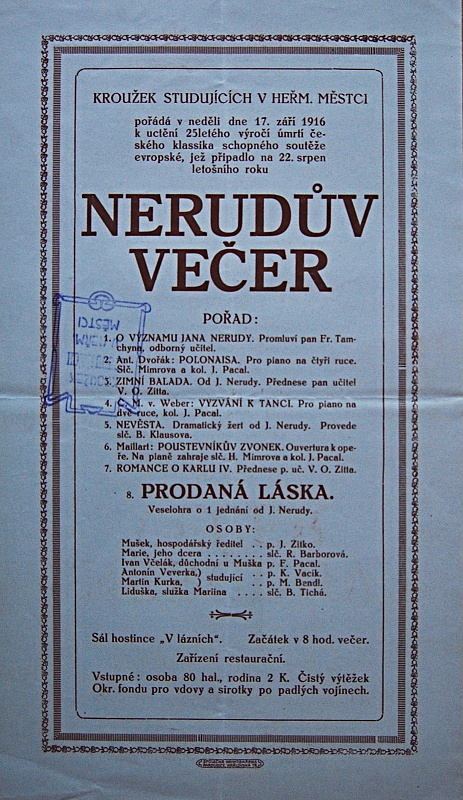 KROUŽEK STUDUJÍCÍCH V HEŘM. MĚSTCI
pořádá v neděli dne 17. září 1916
k uctění 25letého výročí úmrtí če-
ského klassika schopného soutěže
evropské, jež připadlo na 22. srpen
letošního roku
NERUDŮV
VEČER
POŘAD:
1. O VÝZNAMU JANA NERUDY. Promluví pan Fr. Tam-
chyna, odborný učitel.
2. Ant. Dvořák: POLONAISA. Pro piano na čtyři ruce.
Slč. Mimrova a kol. J. Pacal.
3. ZIMNÍ BALADA. Od J. Nerudy. Přednese pan učitel
V. O. Zitta.
4. C. M. v. Weber: VYZVÁNÍ K TANCI. Pro piano na
dvě ruce, kol. J. Pacal.
5. NEVĚSTA. Dramatický žert od J. Nerudy. Provede
slč. B. Klausova.
6. Maillart: POUSTEVNÍKŮV ZVONEK. Ouvertura k ope-
ře. Na planě zahraje slč. H. Mimrova a kol. J. Pacal.
7. ROMANCE O KARLU IV. Přednese p. uč. V. O. Zitta.
8. PRODANÁ LÁSKA.
Veselohra o 1 jednání od J. Nerudy.
OSOBY:
Mušek, hospodářský ředitel . . p. J. Zitko.
Marie, jeho dcera . . . . . . . . . slč. R. Barborová.
Ivan Včelák, důchodní u Muška p. F. Pacal.
Antonín Veverka,) studující . . p. K. Vacik.
Martin Kurka, ) . . p. M. Bendl.
Liduška, služka Mariina . . . . slč. B. Tichá.
Sál hostince „V lázních“. Začátek v 8 hod. večer.
Zařízení restaurační.
Vstupné: osoba 80 hal., rodina 2 K. Čistý výtěžek
Okr. fondu pro vdovy a sirotky po padlých vojínech.
MĚSTCI